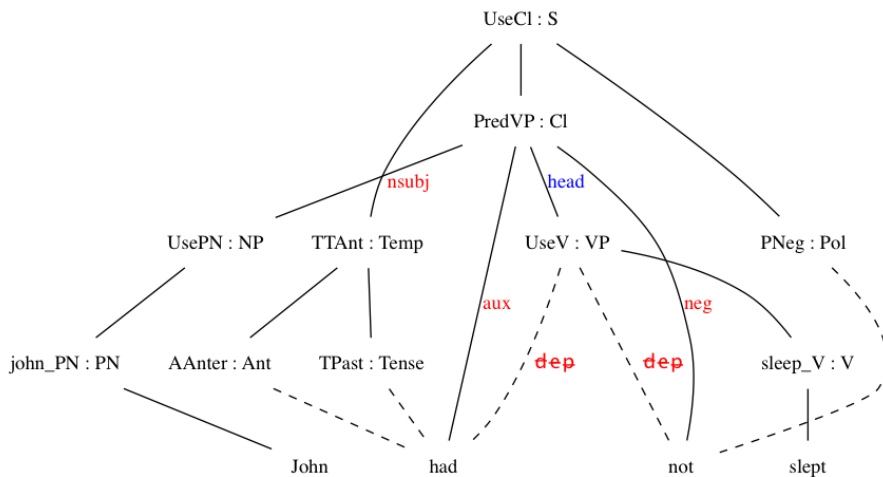 UseCl : S
PredVP : Cl
nsubj head
UsePN : NP TTAnt : Temp UseV : VP PNeg : Pol
aux neg
john_PN : PN AAnter : Ant TPast : Tense dep dep sleep_V : V
John had not slept